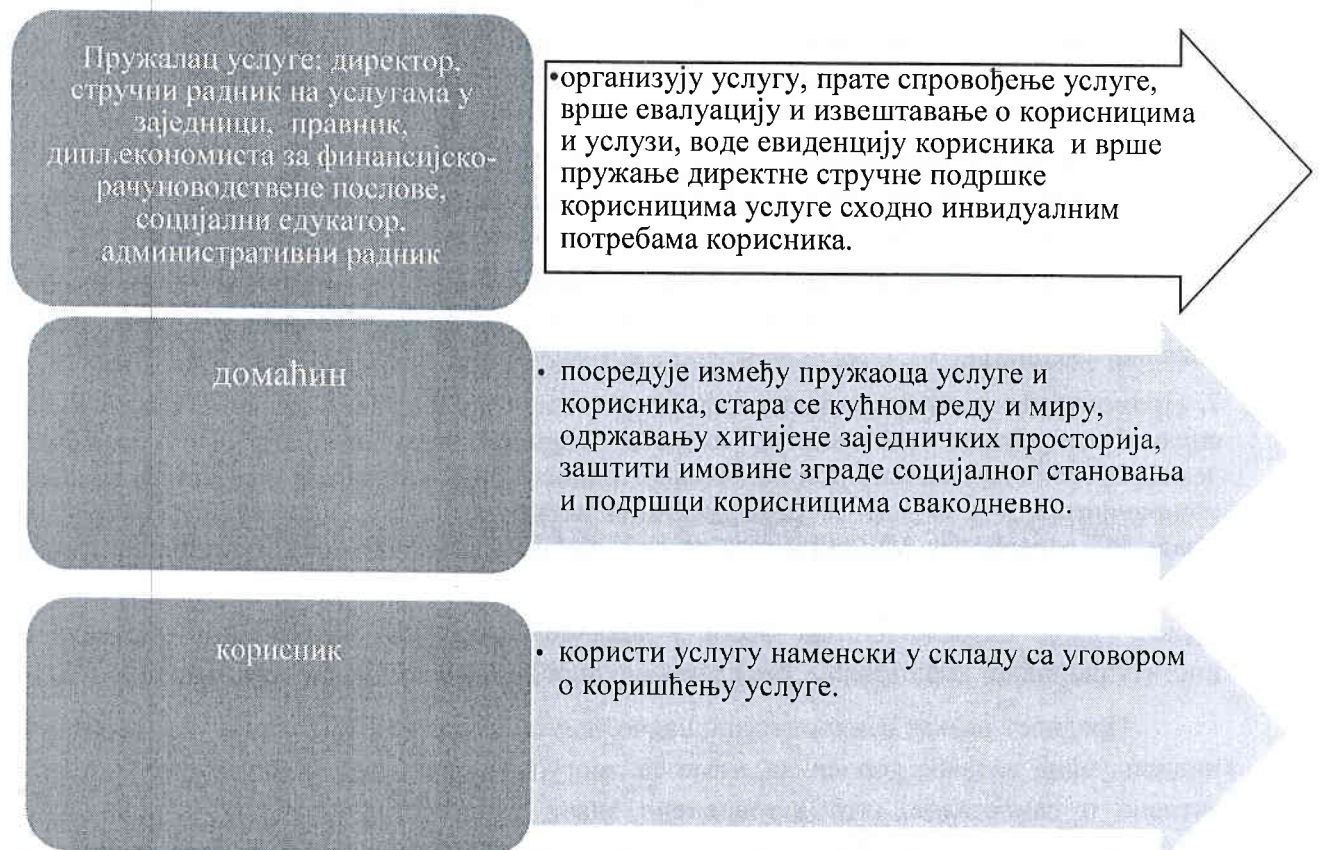 Пружалац услуге: директор,
стручни радник на услугама у
заједници, правник,
дипл.економиста за финансијско-
рачуноводствене послове,
социјални едукатор,
административни радник
•организују услугу, прате спровођење услуге,
врше евалуацију и извештавање о корисницима
и услузи, воде евиденцију корисника и врше
пружање директне стручне подршке
корисницима услуге сходно инвидуалним
потребама корисника.
домаћин
• посредује између пружаоца услуге и
корисника, стара се кућном реду и миру,
одржавању хигијене заједничких просторија,
заштити имовине зграде социјалног становања
и подршци корисницима свакодневно.
корисник
• користи услугу наменски у складу са уговором
о коришћењу услуге.